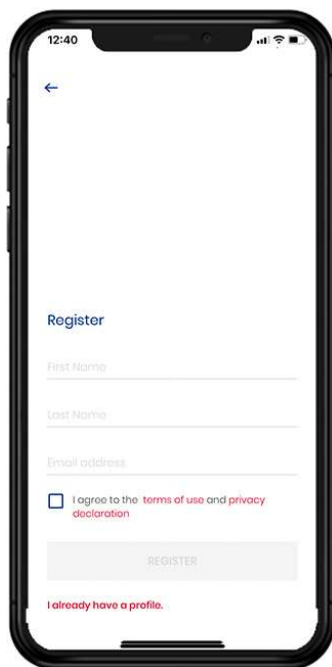 12:40
Register
First Name
Last Name
Email address
I agree to the terms of use and privacy
declaration
REGISTER
I already have a profile.